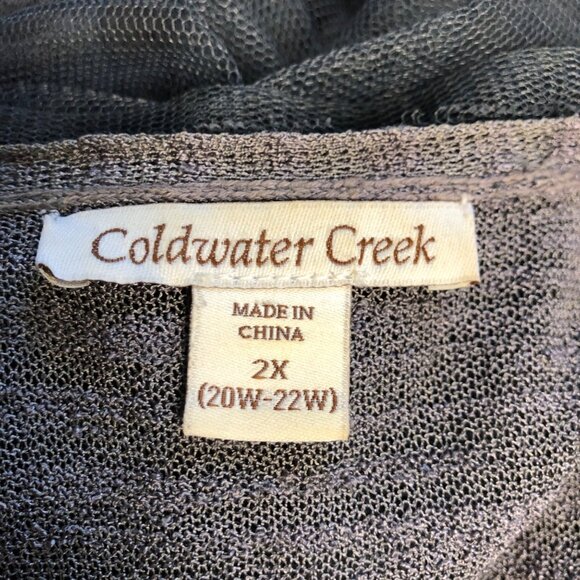 Coldwater Creek
MADE IN
CHINA
2X
(20W-22W)